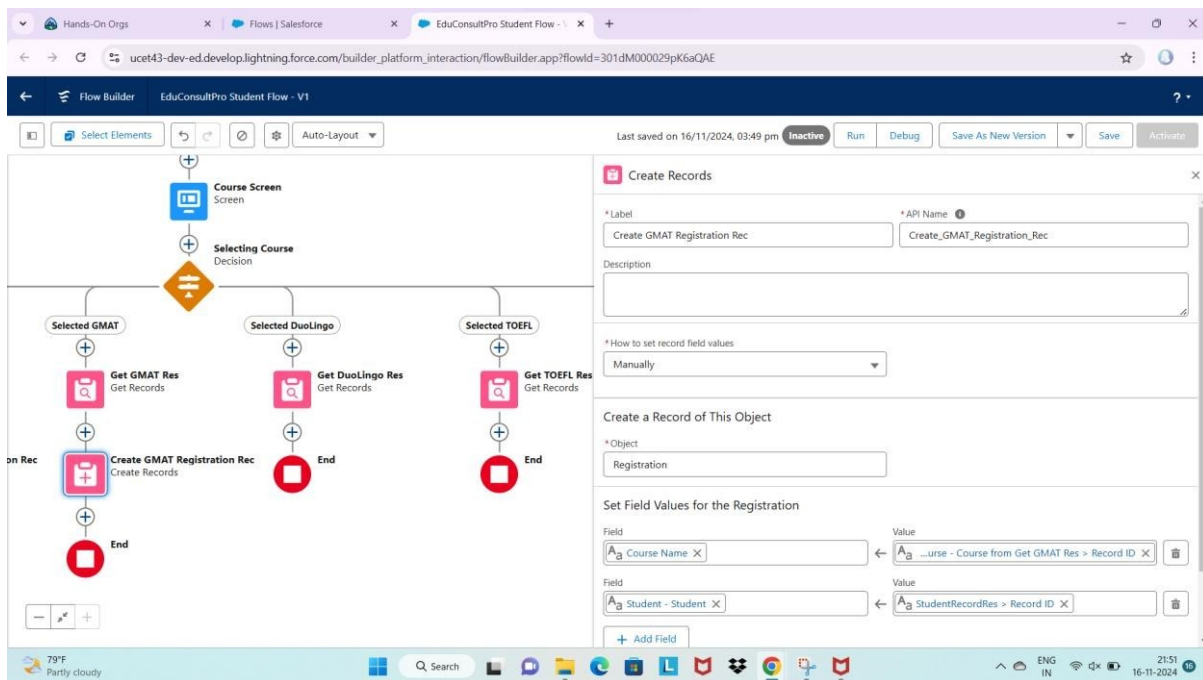 Hands-On Orgs
Flows | Salesforce
EduConsultPro Student Flow - V
ucet43-dev-ed.develop.lightning.force.com/builder_platform_interaction/flowBuilder.app?flowId=301dM000029pK6aQAE
Flow Builder EduConsultPro Student Flow - V1
?
Select Elements Auto-Layout Last saved on 16/11/2024, 03:49 pm Inactive Run Debug Save As New Version Save Activate
Course Screen
Screen
Selecting Course
Decision
Selected GMAT Selected DuoLingo Selected TOEFL
Get GMAT Res
Get Records
Get DuoLingo Res
Get Records
Get TOEFL Res
Get Records
on Rec
Create GMAT Registration Rec
Create Records
End
End
End
Create Records
*Label
Create GMAT Registration Rec
*API Name
Create_GMAT_Registration_Rec
Description
*How to set record field values
Manually
Create a Record of This Object
*Object
Registration
Set Field Values for the Registration
Field Value
Aa Course Name Aa ...urse - Course from Get GMAT Res > Record ID
Field Value
Aa Student - Student Aa StudentRecordRes > Record ID
+ Add Field
79°F
Partly cloudy
Search
ENG
IN
21:51
16-11-2024
16